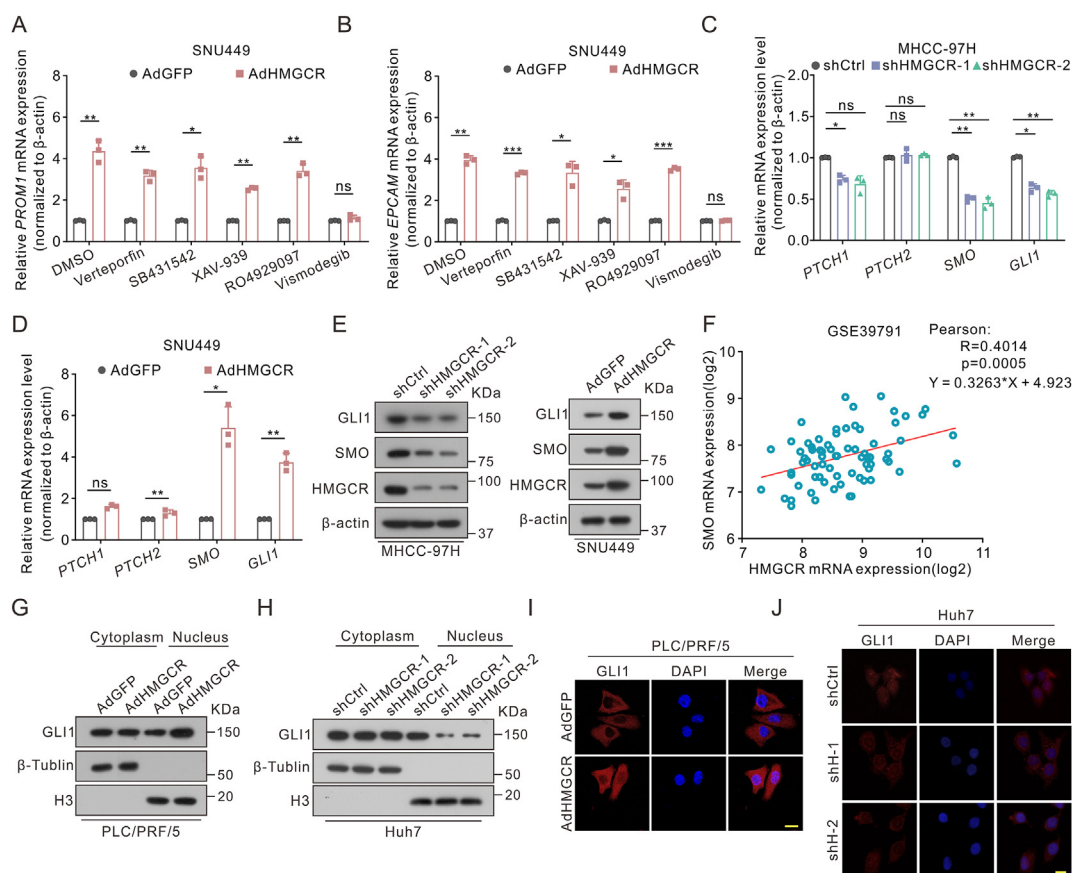 A
SNU449
AdGFP
AdHMGCR
Relative PROM1 mRNA expression
(normalized to β-actin)
8
6
4
2
0
**
**
*
**
**
ns
DMSO
Verteporfin
SB431542
XAV-939
RO4929097
Vismodegib
B
SNU449
AdGFP
AdHMGCR
Relative EPCAM mRNA expression
(normalized to β-actin)
8
6
4
2
0
**
***
*
*
***
ns
DMSO
Verteporfin
SB431542
XAV-939
RO4929097
Vismodegib
C
MHCC-97H
shCtrl
shHMGCR-1
shHMGCR-2
Relative mRNA expression level
(normalized to β-actin)
2.0
1.5
1.0
0.5
0.0
ns
*
ns
ns
**
**
**
*
PTCH1
PTCH2
SMO
GLI1
D
SNU449
AdGFP
AdHMGCR
Relative mRNA expression level
(normalized to β-actin)
8
6
4
2
0
ns
**
*
**
PTCH1
PTCH2
SMO
GLI1
E
shCtrl
shHMGCR-1
shHMGCR-2
KDa
GLI1
150
SMO
75
HMGCR
100
β-actin
37
MHCC-97H
AdGFP
AdHMGCR
KDa
GLI1
150
SMO
75
HMGCR
100
β-actin
37
SNU449
F
GSE39791
Pearson:
R=0.4014
p=0.0005
Y = 0.3263*X + 4.923
SMO mRNA expression(log2)
10
9
8
7
6
7
8
9
10
11
HMGCR mRNA expression(log2)
G
Cytoplasm
Nucleus
AdGFP
AdHMGCR
AdGFP
AdHMGCR
KDa
GLI1
150
β-Tublin
50
H3
20
PLC/PRF/5
H
Cytoplasm
Nucleus
shCtrl
shHMGCR-1
shHMGCR-2
shCtrl
shHMGCR-1
shHMGCR-2
KDa
GLI1
150
β-Tublin
50
H3
20
Huh7
I
PLC/PRF/5
GLI1
DAPI
Merge
AdGFP
AdHMGCR
J
Huh7
GLI1
DAPI
Merge
shCtrl
shH-1
shH-2